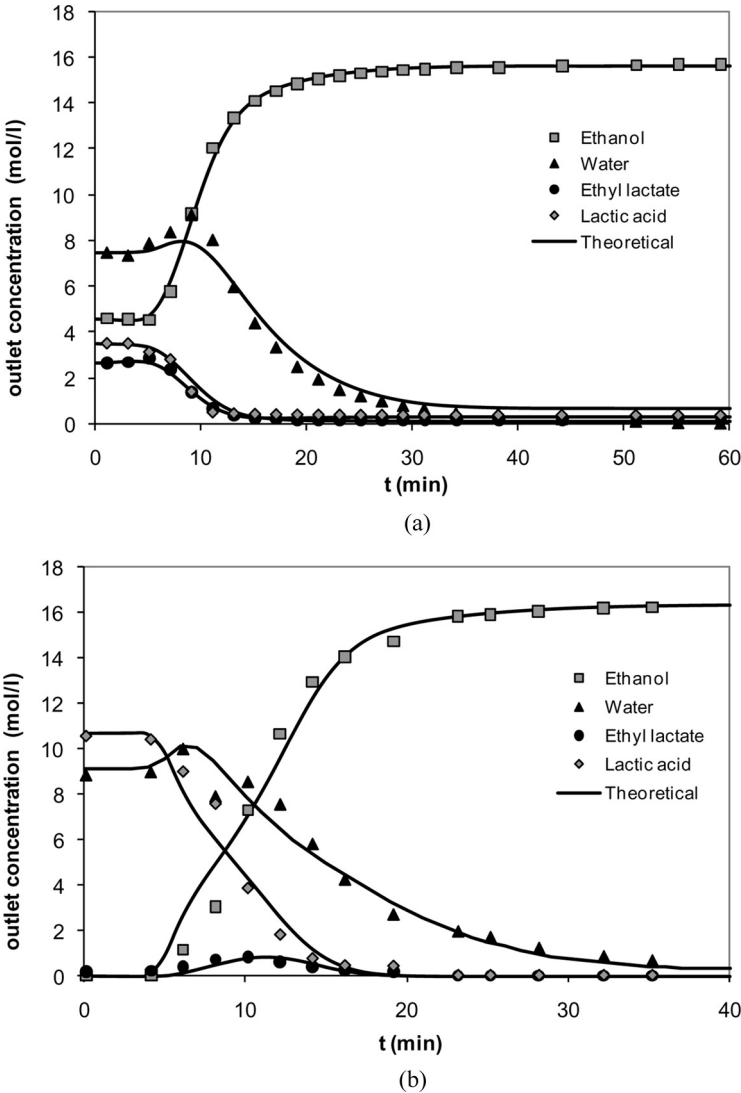 18
16
14
12
10
8
6
4
2
0
outlet concentration (mol/l)
Ethanol
Water
Ethyl lactate
Lactic acid
Theoretical
0 10 20 30 40 50 60
t (min)
(a)
18
16
14
12
10
8
6
4
2
0
outlet concentration (mol/l)
Ethanol
Water
Ethyl lactate
Lactic acid
Theoretical
0 10 20 30 40
t (min)
(b)